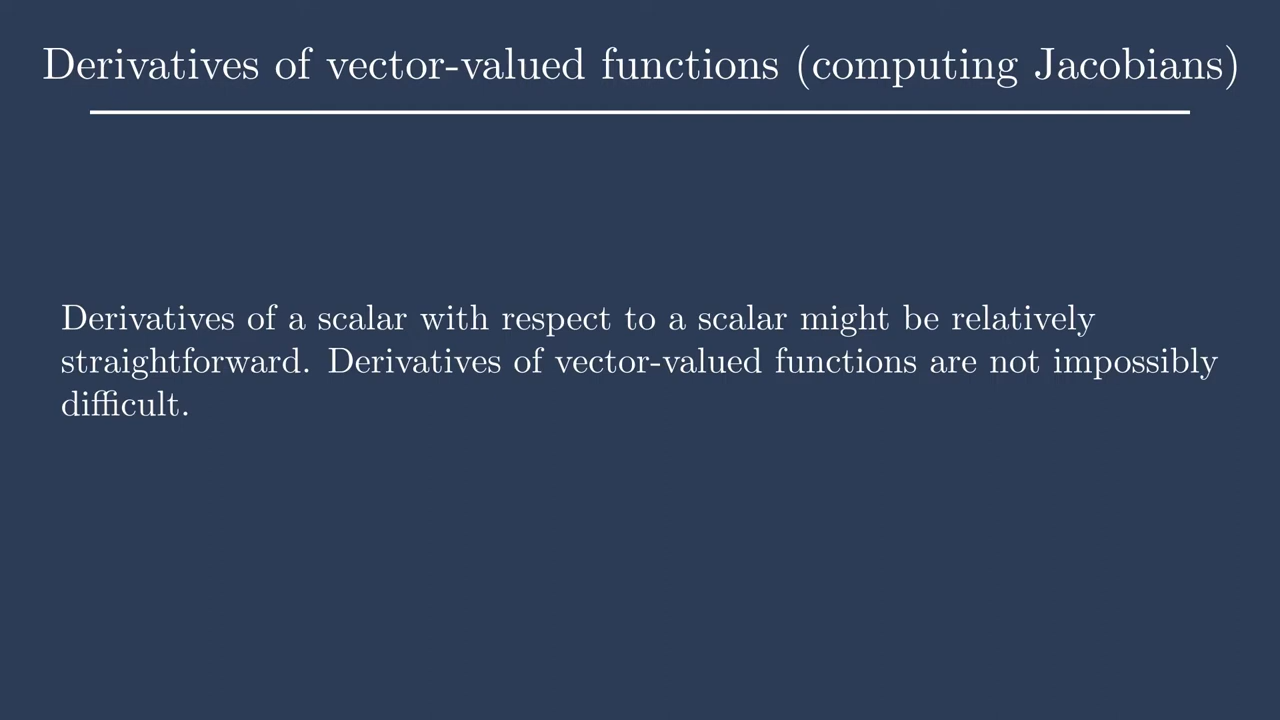 Derivatives of vector-valued functions (computing Jacobians)
Derivatives of a scalar with respect to a scalar might be relatively
straightforward. Derivatives of vector-valued functions are not impossibly
difficult.